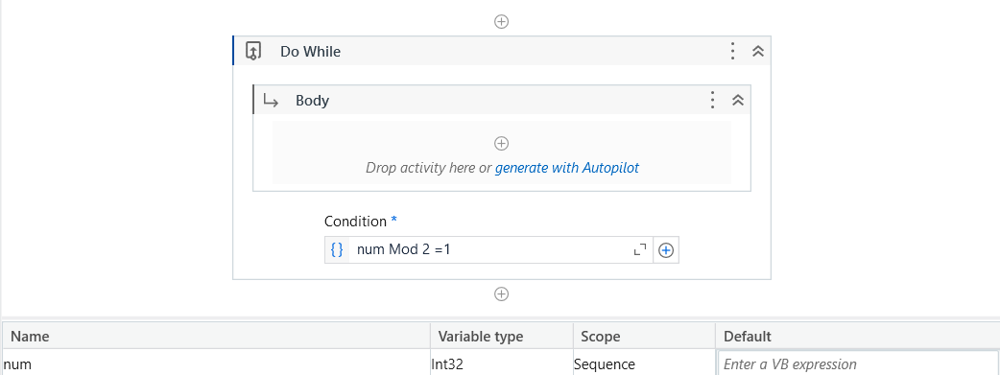 Do While
Body
Drop activity here or generate with Autopilot
Condition *
{} num Mod 2 =1
Name Variable type Scope Default
num Int32 Sequence Enter a VB expression